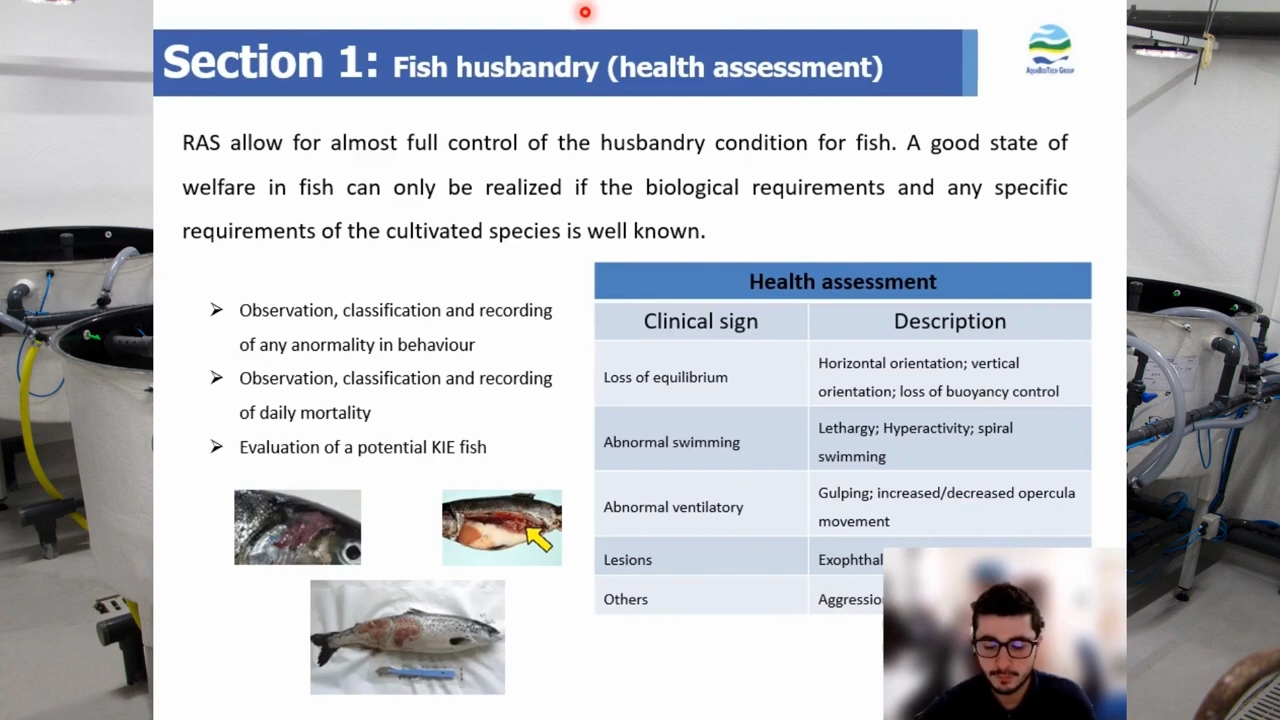 Section 1: Fish husbandry (health assessment)
AQUABIOTECH GROUP
RAS allow for almost full control of the husbandry condition for fish. A good state of
welfare in fish can only be realized if the biological requirements and any specific
requirements of the cultivated species is well known.
➢ Observation, classification and recording
of any anormality in behaviour
➢ Observation, classification and recording
of daily mortality
➢ Evaluation of a potential KIE fish
Health assessment
Clinical sign Description
Loss of equilibrium
Horizontal orientation; vertical
orientation; loss of buoyancy control
Abnormal swimming
Lethargy; Hyperactivity; spiral
swimming
Abnormal ventilatory
Gulping; increased/decreased opercula
movement
Lesions Exophthal
Others Aggressio